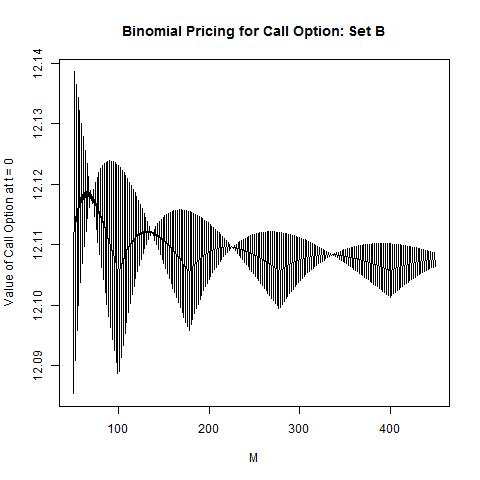 Binomial Pricing for Call Option: Set B
Value of Call Option at t = 0
12.14
12.13
12.12
12.11
12.10
12.09
100 200 300 400
M